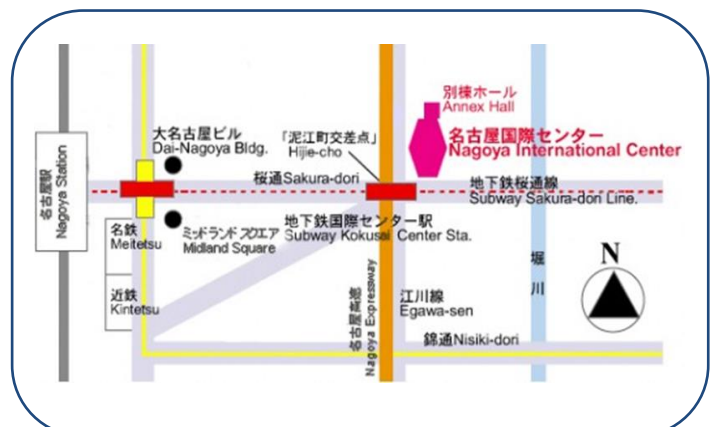 別棟ホール
Annex Hall
大名古屋ビル
Dai-Nagoya Bldg.
「泥江町交差点」
Hijie-cho
名古屋国際センター
Nagoya International Center
名古屋駅
Nagoya Station
桜通Sakura-dori
地下鉄桜通線
Subway Sakura-dori Line.
名鉄
Meitetsu
ミッドランド スクエア
Midland Square
地下鉄国際センター駅
Subway Kokusai Center Sta.
堀川
N
近鉄
Kintetsu
名古屋高速
Nagoya Expressway
江川線
Egawa-sen
錦通Nisiki-dori